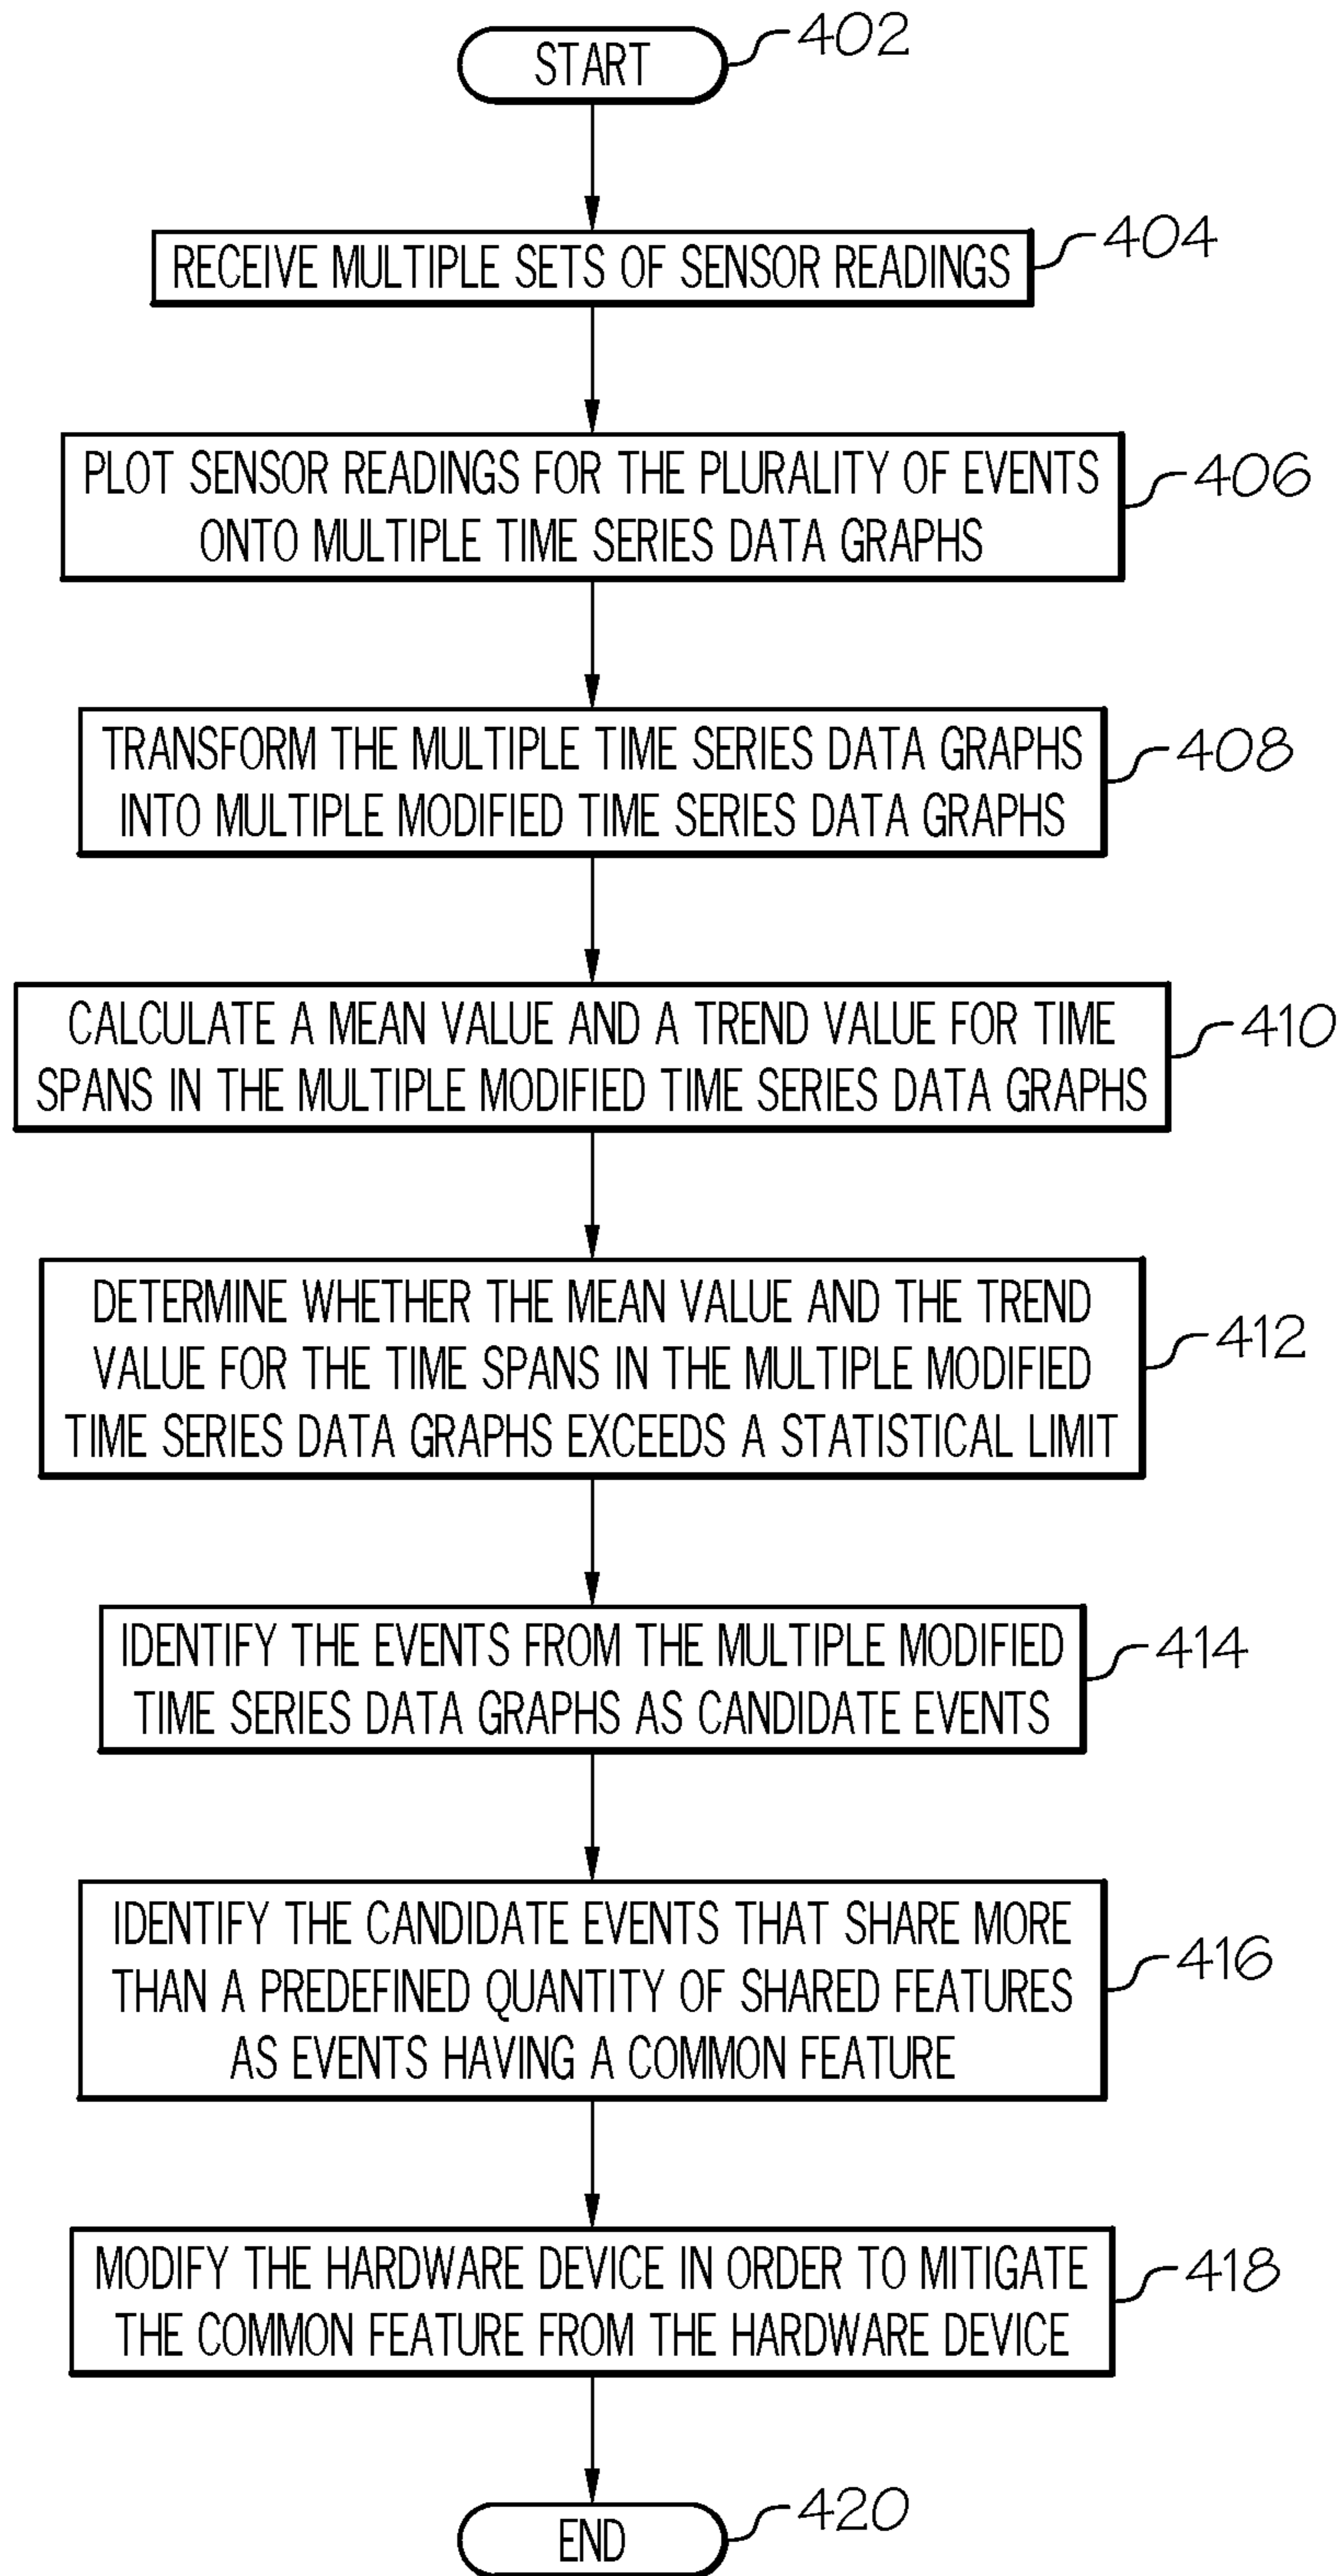 START
402
RECEIVE MULTIPLE SETS OF SENSOR READINGS
404
PLOT SENSOR READINGS FOR THE PLURALITY OF EVENTS
ONTO MULTIPLE TIME SERIES DATA GRAPHS
406
TRANSFORM THE MULTIPLE TIME SERIES DATA GRAPHS
INTO MULTIPLE MODIFIED TIME SERIES DATA GRAPHS
408
CALCULATE A MEAN VALUE AND A TREND VALUE FOR TIME
SPANS IN THE MULTIPLE MODIFIED TIME SERIES DATA GRAPHS
410
DETERMINE WHETHER THE MEAN VALUE AND THE TREND
VALUE FOR THE TIME SPANS IN THE MULTIPLE MODIFIED
TIME SERIES DATA GRAPHS EXCEEDS A STATISTICAL LIMIT
412
IDENTIFY THE EVENTS FROM THE MULTIPLE MODIFIED
TIME SERIES DATA GRAPHS AS CANDIDATE EVENTS
414
IDENTIFY THE CANDIDATE EVENTS THAT SHARE MORE
THAN A PREDEFINED QUANTITY OF SHARED FEATURES
AS EVENTS HAVING A COMMON FEATURE
416
MODIFY THE HARDWARE DEVICE IN ORDER TO MITIGATE
THE COMMON FEATURE FROM THE HARDWARE DEVICE
418
END
420